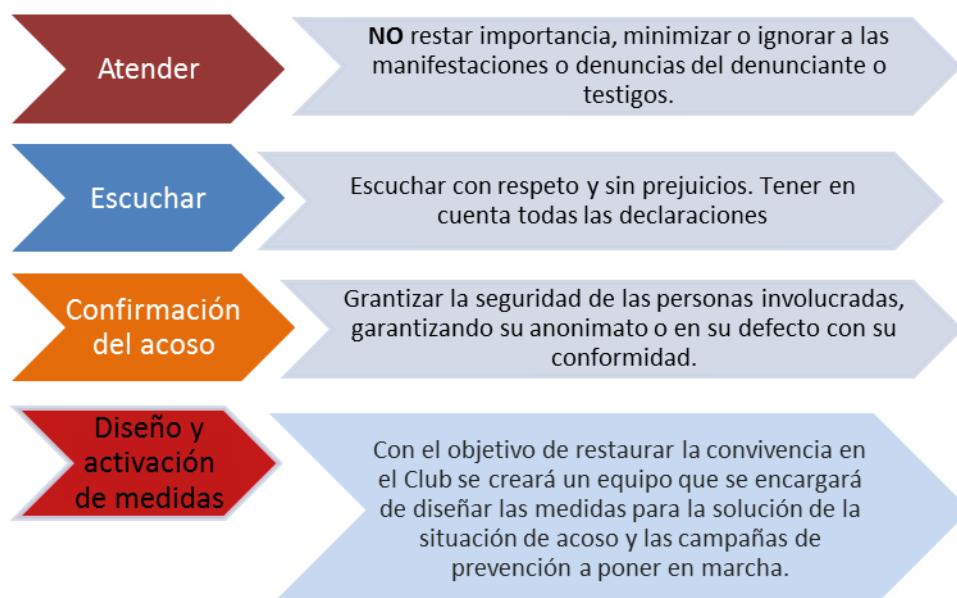 Atender
NO restar importancia, minimizar o ignorar a las
manifestaciones o denuncias del denunciante o
testigos.
Escuchar
Escuchar con respeto y sin prejuicios. Tener en
cuenta todas las declaraciones
Confirmación
del acoso
Grantizar la seguridad de las personas involucradas,
garantizando su anonimato o en su defecto con su
conformidad.
Diseño y
activación
de medidas
Con el objetivo de restaurar la convivencia en
el Club se creará un equipo que se encargará
de diseñar las medidas para la solución de la
situación de acoso y las campañas de
prevención a poner en marcha.